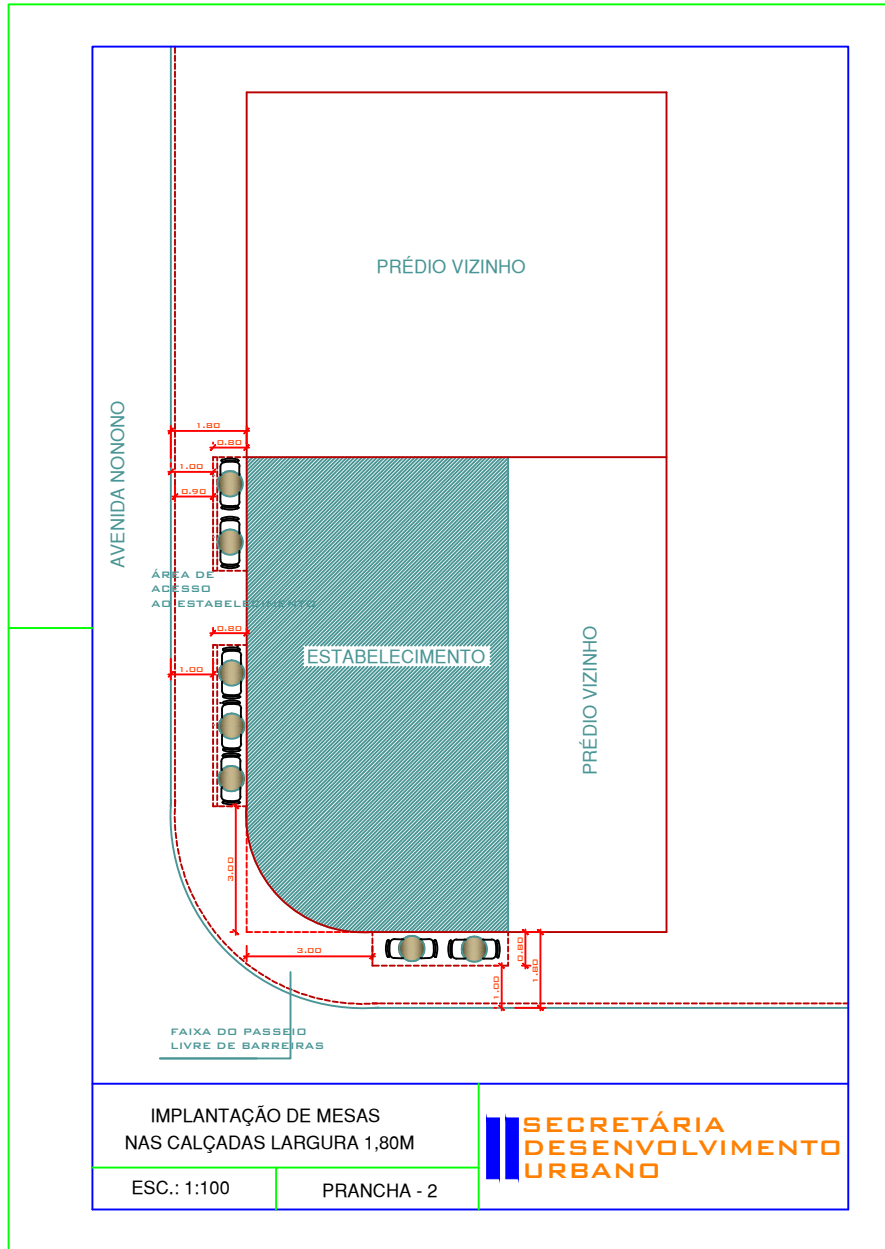 PRÉDIO VIZINHO
AVENIDA NONONO
1.80
0.80
1.00
0.90
ÁREA DE
ACESSO
AO ESTABELECIMENTO
0.80
1.00
ESTABELECIMENTO
PRÉDIO VIZINHO
3.00
3.00
0.80
1.80
1.00
FAIXA DO PASSEIO
LIVRE DE BARREIRAS
IMPLANTAÇÃO DE MESAS
NAS CALÇADAS LARGURA 1,80M
ESC.: 1:100
PRANCHA - 2
SECRETÁRIA
DESENVOLVIMENTO
URBANO